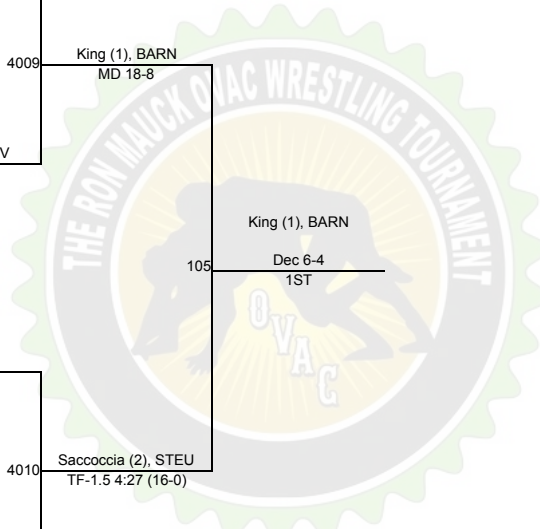 4009
King (1), BARN
MD 18-8
V
THE RON MAUCK OVAC WRESTLING TOURNAMENT
King (1), BARN
105
Dec 6-4
1ST
OVAC
4010
Saccoccia (2), STEU
TF-1.5 4:27 (16-0)